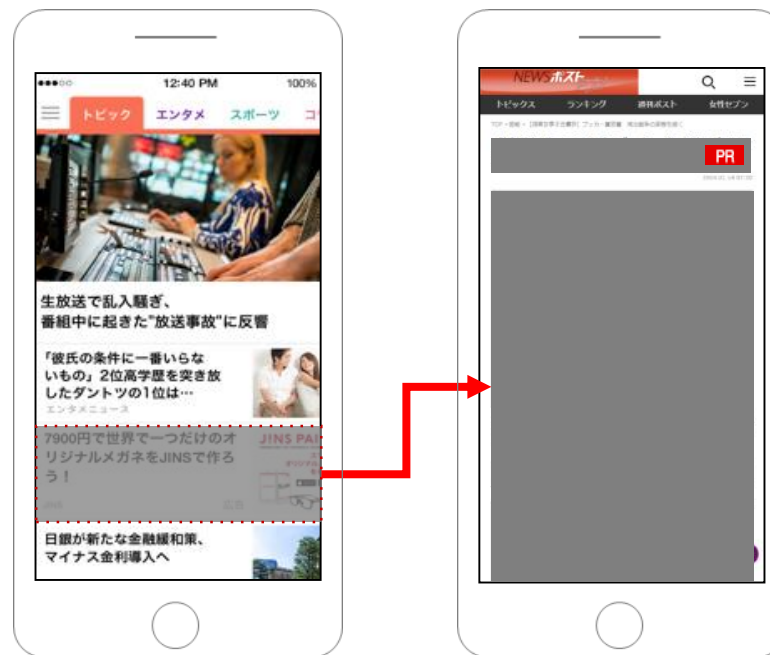 12:40 PM
100%
トピック
エンタメ
スポーツ
コ
生放送で乱入騒ぎ、
番組中に起きた"放送事故"に反響
「彼氏の条件に一番いらな
いもの」2位高学歴を突き放
したダントツの1位は…
エンタメニュース
7900円で世界で一つだけのオ
リジナルメガネをJINSで作ろ
う！
JINS
広告
JINS PAI
日銀が新たな金融緩和策、
マイナス金利導入へ
NEWSポスト
トピックス
ランキング
週刊ポスト
女性セブン
PR